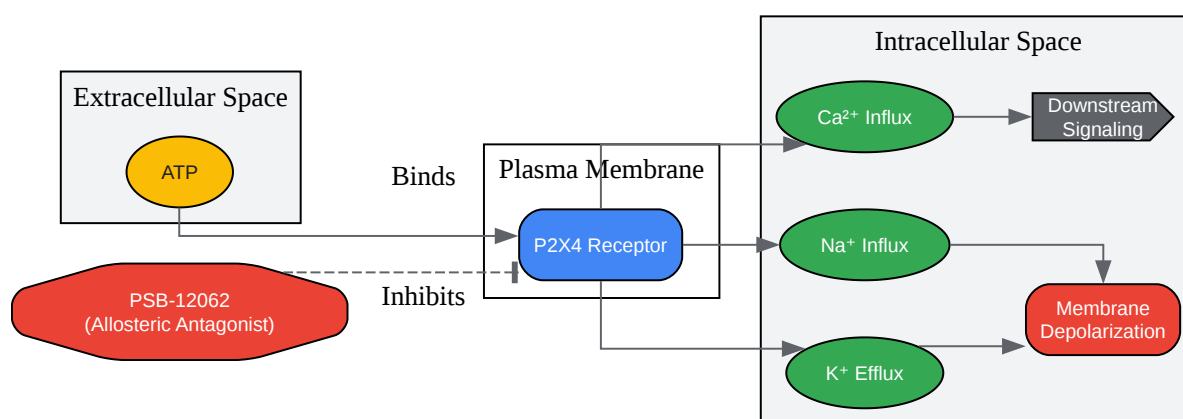 Extracellular Space
ATP
Binds
PSB-12062
(Allosteric Antagonist)
Inhibits
Plasma Membrane
P2X4 Receptor
Intracellular Space
Ca²⁺ Influx
Downstream
Signaling
Na⁺ Influx
Membrane
Depolarization
K⁺ Efflux